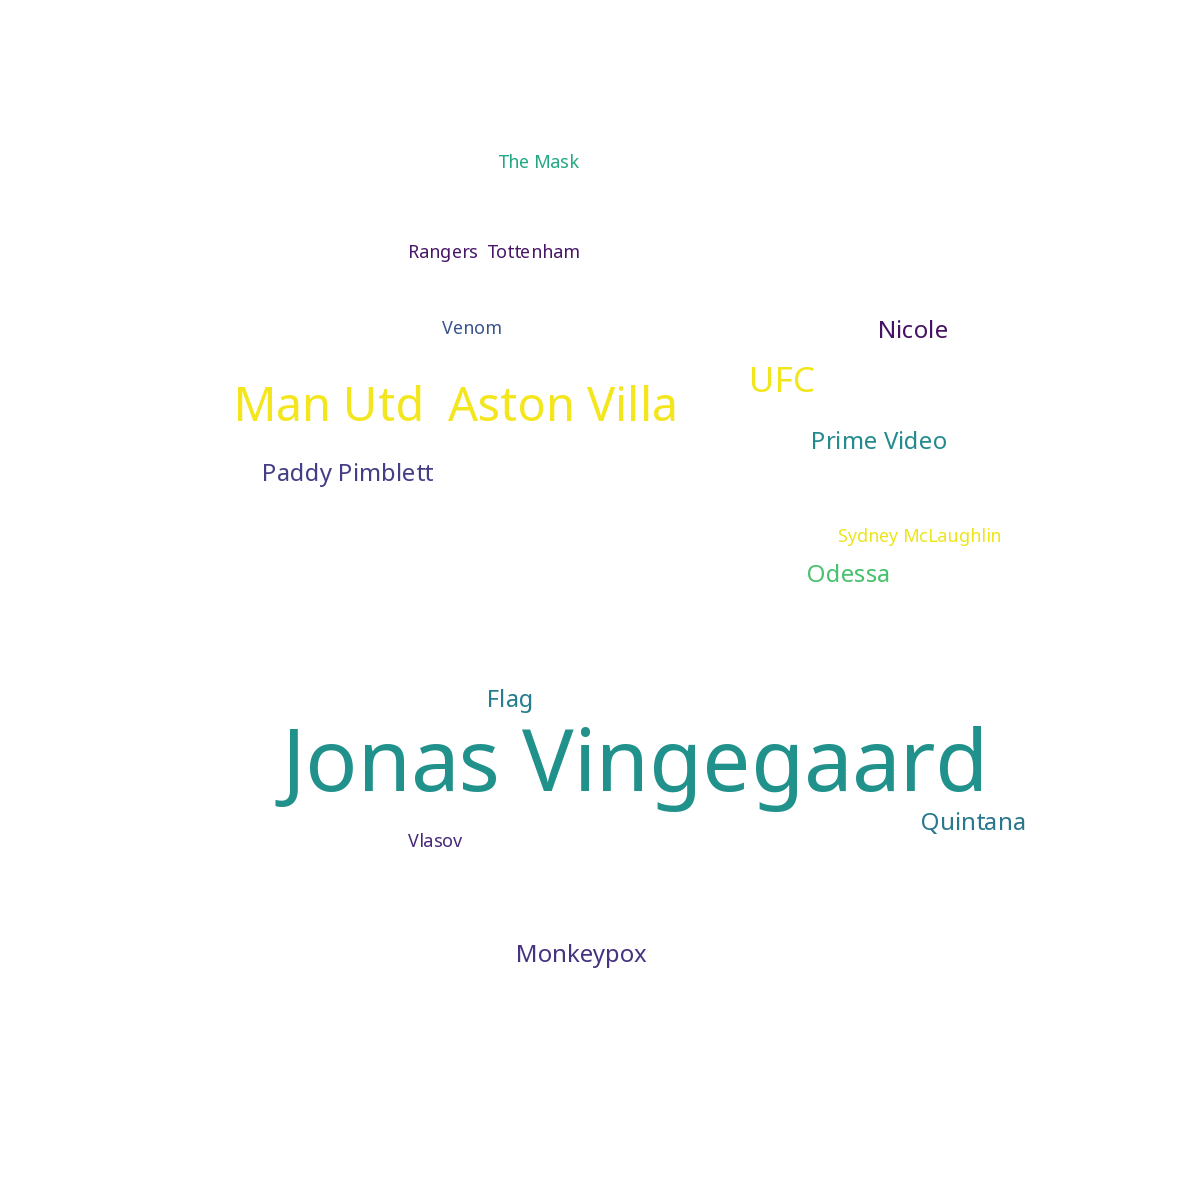 The Mask
Rangers  Tottenham
Venom
Nicole
UFC
Man Utd  Aston Villa
Prime Video
Paddy Pimblett
Sydney McLaughlin
Odessa
Flag
Jonas Vingegaard
Quintana
Vlasov
Monkeypox